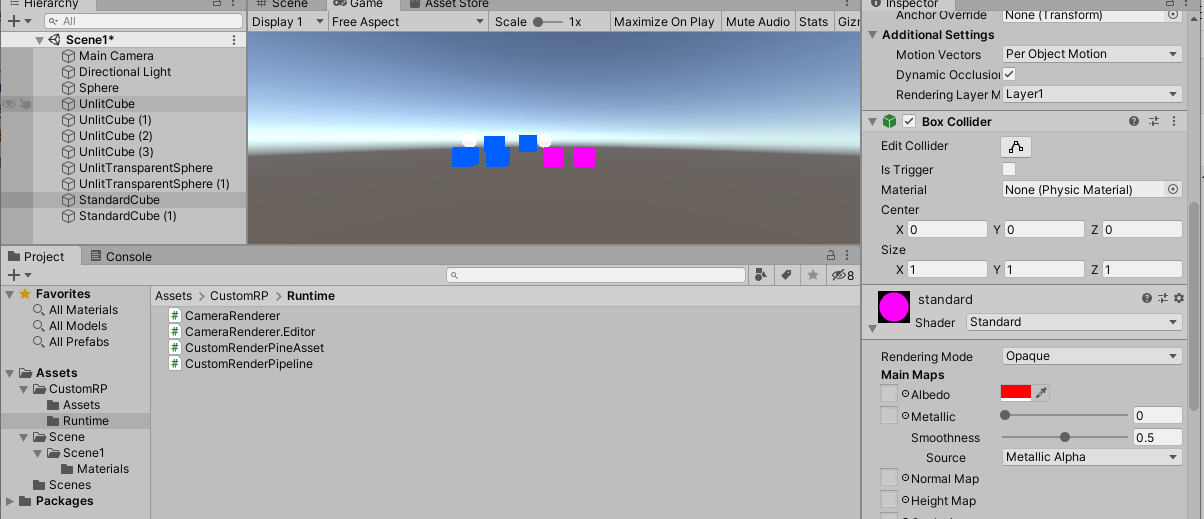 Hierarchy
All
Scene1*
Main Camera
Directional Light
Sphere
UnlitCube
UnlitCube (1)
UnlitCube (2)
UnlitCube (3)
UnlitTransparentSphere
UnlitTransparentSphere (1)
StandardCube
StandardCube (1)
Scene
Game
Asset Store
Display 1
Free Aspect
Scale
1x
Maximize On Play
Mute Audio
Stats
Giz
Project
Console
8
Favorites
All Materials
All Models
All Prefabs
Assets
CustomRP
Assets
Runtime
Scene
Scene1
Materials
Scenes
Packages
Assets > CustomRP > Runtime
CameraRenderer
CameraRenderer.Editor
CustomRenderPineAsset
CustomRenderPipeline
Inspector
Anchor Override None (Transform)
Additional Settings
Motion Vectors Per Object Motion
Dynamic Occlusion
Rendering Layer M Layer1
Box Collider
Edit Collider
Is Trigger
Material None (Physic Material)
Center
X 0 Y 0 Z 0
Size
X 1 Y 1 Z 1
standard
Shader Standard
Rendering Mode Opaque
Main Maps
Albedo
Metallic 0
Smoothness 0.5
Source Metallic Alpha
Normal Map
Height Map